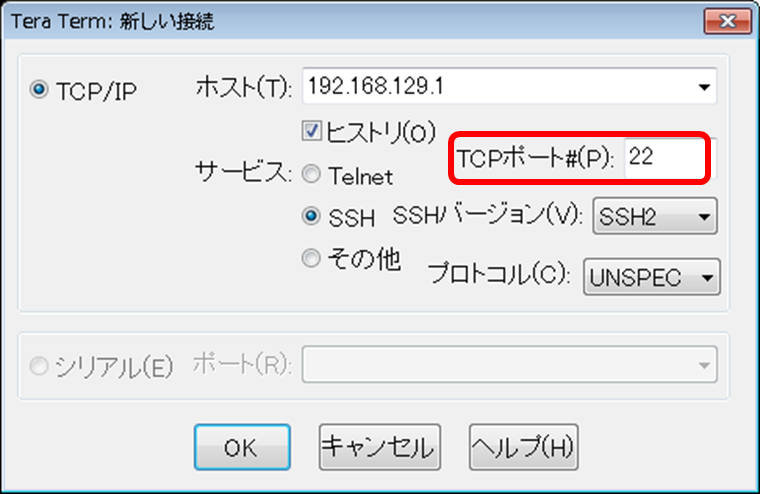 Tera Term: 新しい接続
TCP/IP
ホスト(T): 192.168.129.1
ヒストリ(O)
サービス: Telnet
TCPポート#(P): 22
SSH
SSHバージョン(V): SSH2
その他
プロトコル(C): UNSPEC
シリアル(E)
ポート(R):
OK
キャンセル
ヘルプ(H)